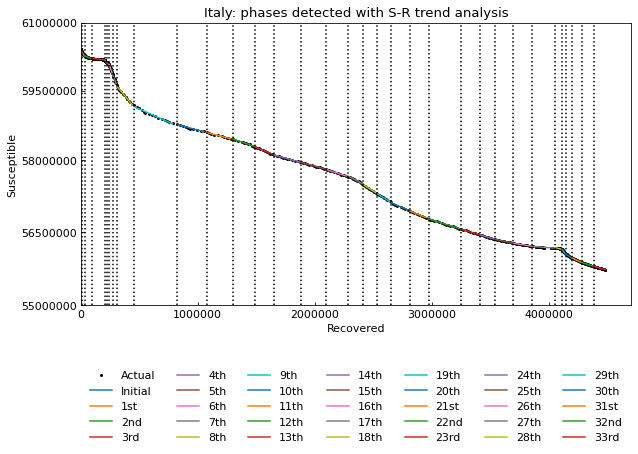 Italy: phases detected with S-R trend analysis
61000000
59500000
58000000
56500000
55000000
Susceptible
0 1000000 2000000 3000000 4000000
Recovered
Actual 4th 9th 14th 19th 24th 29th
Initial 5th 10th 15th 20th 25th 30th
1st 6th 11th 16th 21st 26th 31st
2nd 7th 12th 17th 22nd 27th 32nd
3rd 8th 13th 18th 23rd 28th 33rd